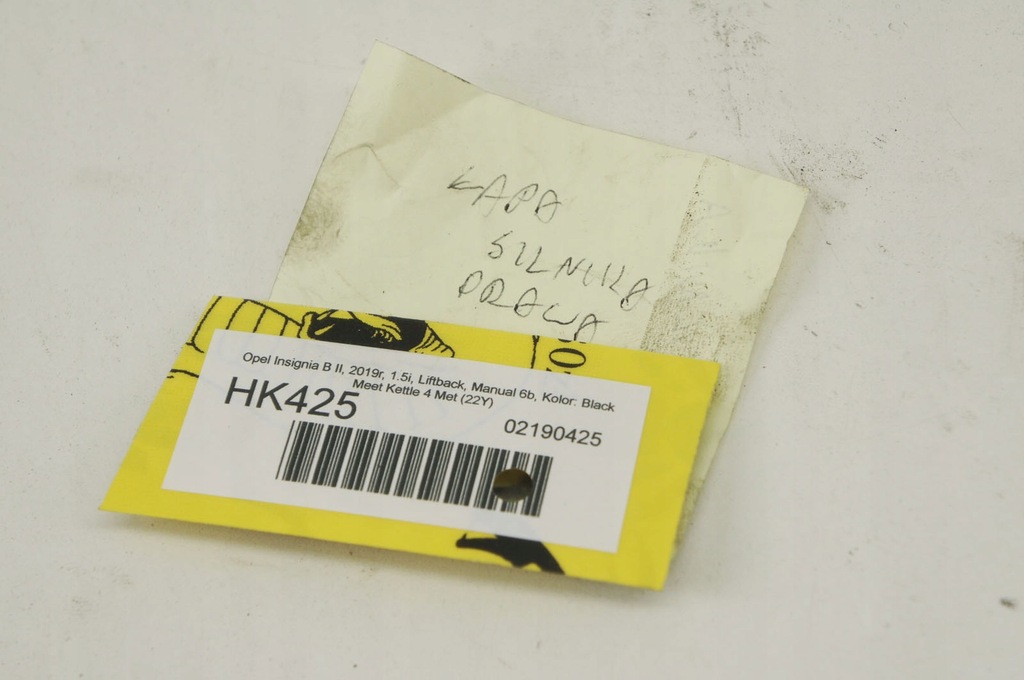 ŁAPA
SILNIKA
PRAWA
Opel Insignia B II, 2019r, 1.5i, Liftback, Manual 6b, Kolor: Black
Meet Kettle 4 Met (22Y)
HK425
02190425